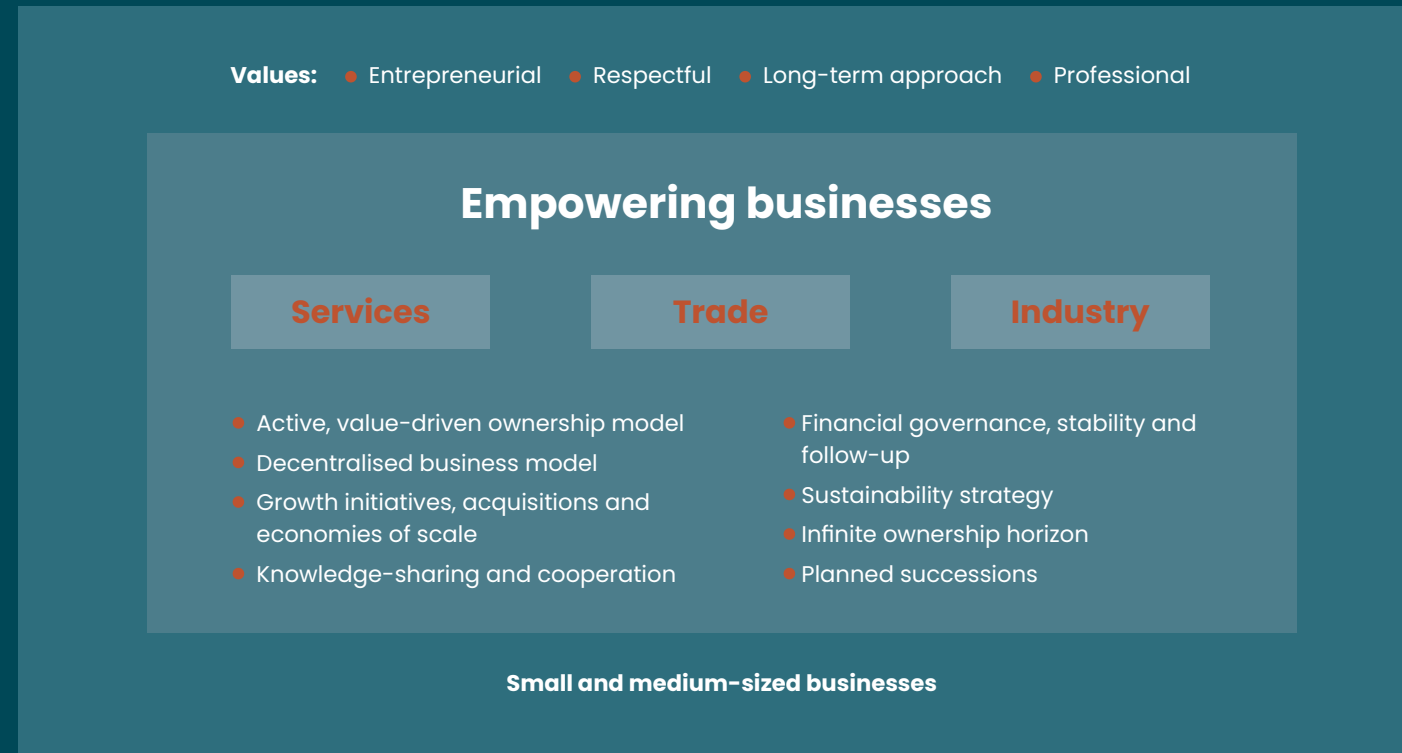 Values: • Entrepreneurial • Respectful • Long-term approach • Professional
Empowering businesses
Services Trade Industry
• Active, value-driven ownership model
• Decentralised business model
• Growth initiatives, acquisitions and
economies of scale
• Knowledge-sharing and cooperation
• Financial governance, stability and
follow-up
• Sustainability strategy
• Infinite ownership horizon
• Planned successions
Small and medium-sized businesses